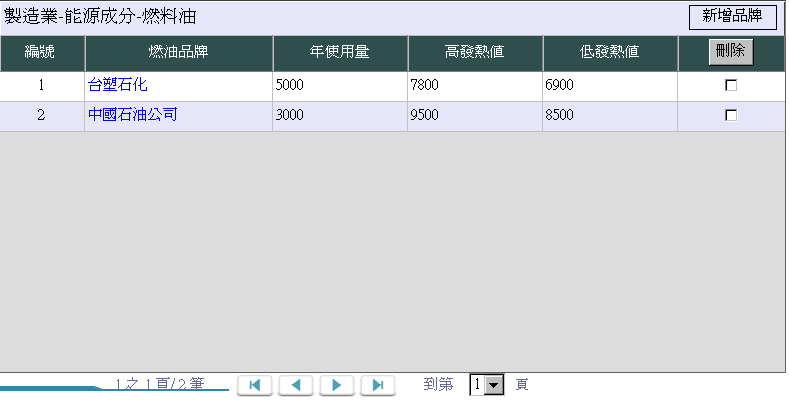 製造業-能源成分-燃料油 新增品牌
編號 燃油品牌 年使用量 高發熱值 低發熱值 刪除
1 台塑石化 5000 7800 6900
2 中國石油公司 3000 9500 8500
1 之 1 頁/ 2 筆 到第 1 頁